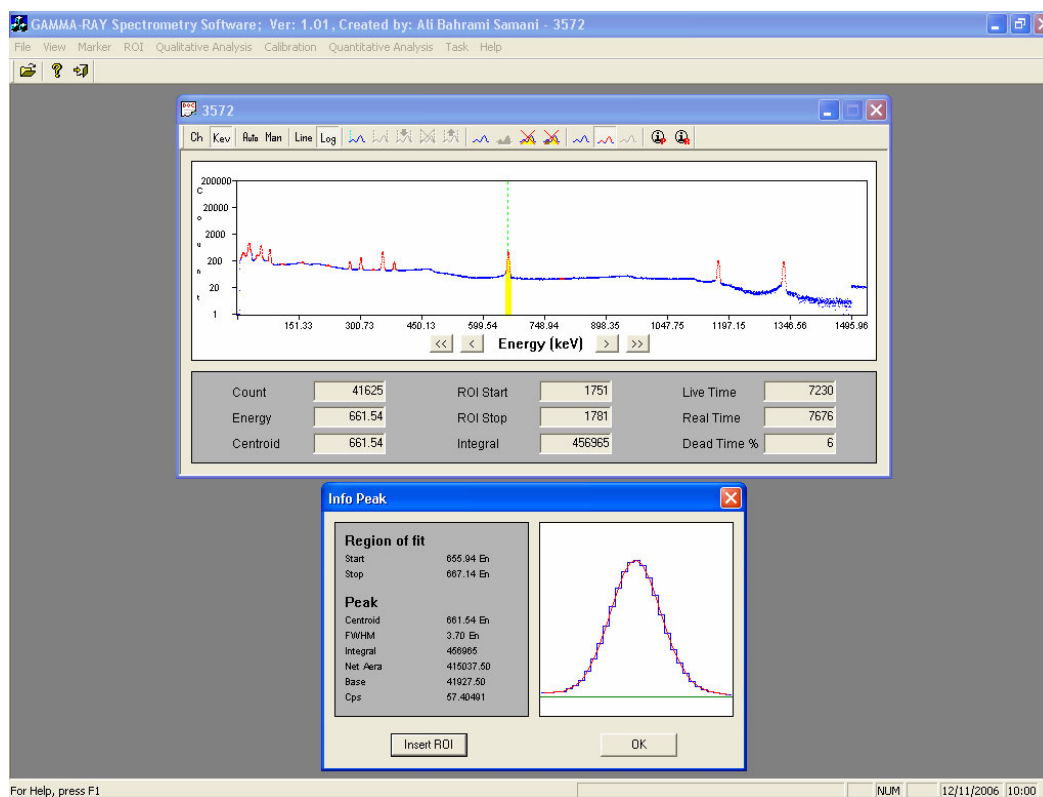 GAMMA-RAY Spectrometry Software; Ver: 1.01, Created by: Ali Bahrami Samani - 3572
File View Marker ROI Qualitative Analysis Calibration Quantitative Analysis Task Help
3572
Ch Kev Auto Man Line Log
200000
20000
2000
200
20
1
C o u n t
151.33 300.73 450.13 599.54 748.94 898.35 1047.75 1197.15 1346.56 1495.96
<< < Energy (keV) > >>
Count 41625 ROI Start 1751 Live Time 7230
Energy 661.54 ROI Stop 1781 Real Time 7676
Centroid 661.54 Integral 456965 Dead Time % 6
Info Peak
Region of fit
Start 655.94 En
Stop 667.14 En
Peak
Centroid 661.54 En
FWHM 3.70 En
Integral 456965
Net Aera 415037.50
Base 41927.50
Cps 57.40491
Insert ROI OK
For Help, press F1 NUM 12/11/2006 10:00